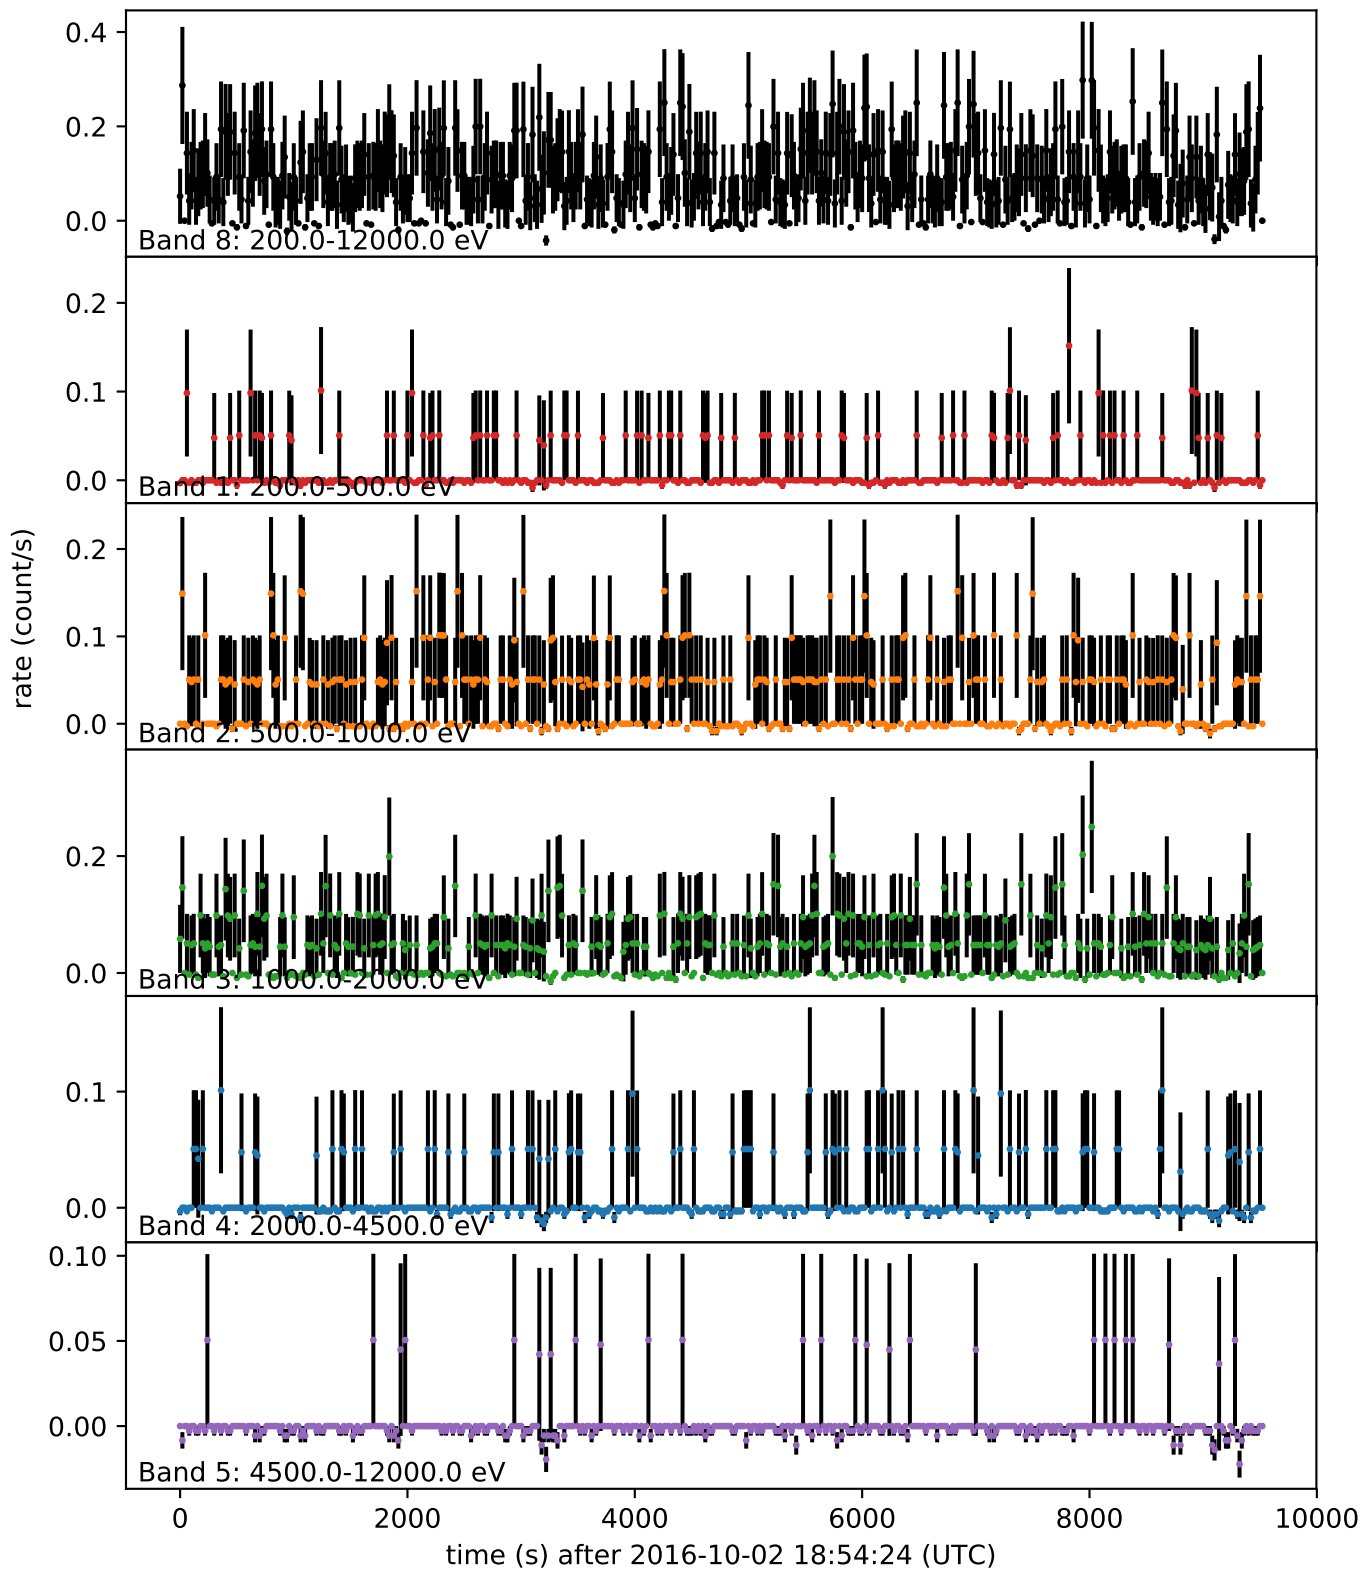 0.4
0.2
0.0
Band 8: 200.0-12000.0 eV
0.2
0.1
0.0
Band 1: 200.0-500.0 eV
rate (count/s)
0.2
0.1
0.0
Band 2: 500.0-1000.0 eV
0.2
0.0
Band 3: 1000.0-2000.0 eV
0.1
0.0
Band 4: 2000.0-4500.0 eV
0.10
0.05
0.00
Band 5: 4500.0-12000.0 eV
0 2000 4000 6000 8000 10000
time (s) after 2016-10-02 18:54:24 (UTC)